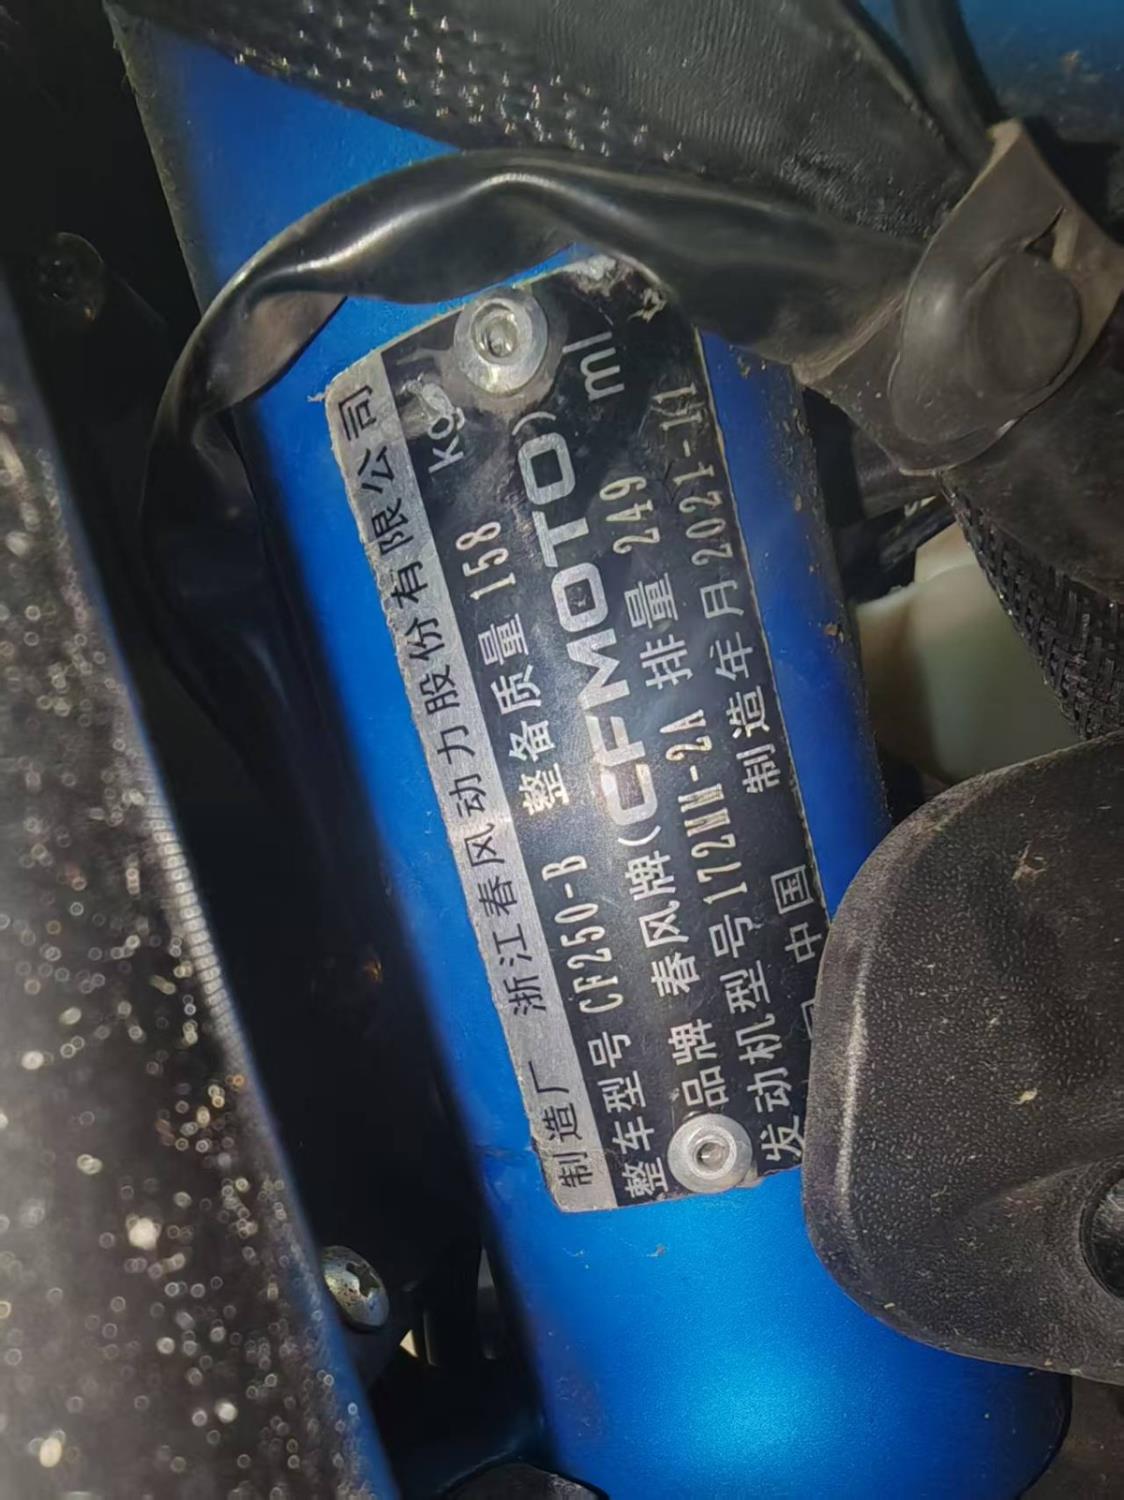 制造厂 浙江春风动力股份有限公司
整车型号 CF250-B 整备质量 158 Kg
品牌 春风牌(CFMOTO) 排量 249 ml
发动机型号 172MM-2A 制造年月 2021-11
中国